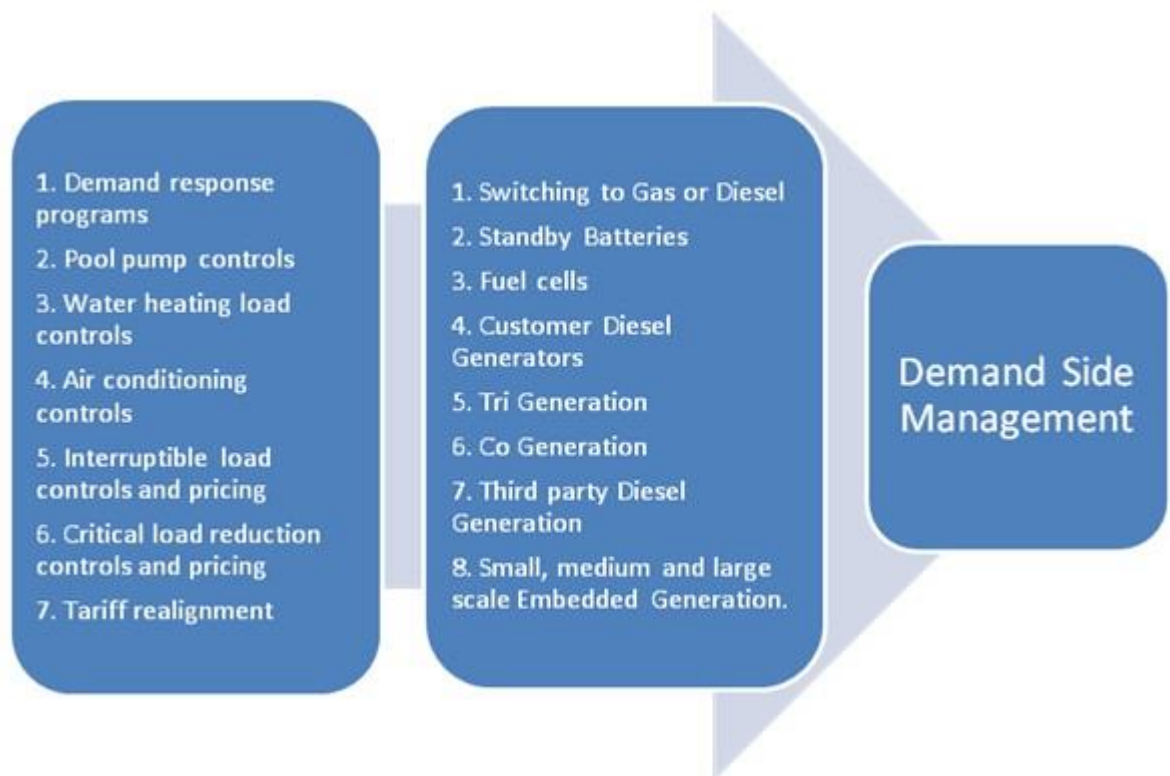 1. Demand response
programs
2. Pool pump controls
3. Water heating load
controls
4. Air conditioning
controls
5. Interruptible load
controls and pricing
6. Critical load reduction
controls and pricing
7. Tariff realignment
1. Switching to Gas or Diesel
2. Standby Batteries
3. Fuel cells
4. Customer Diesel
Generators
5. Tri Generation
6. Co Generation
7. Third party Diesel
Generation
8. Small, medium and large
scale Embedded Generation.
Demand Side
Management